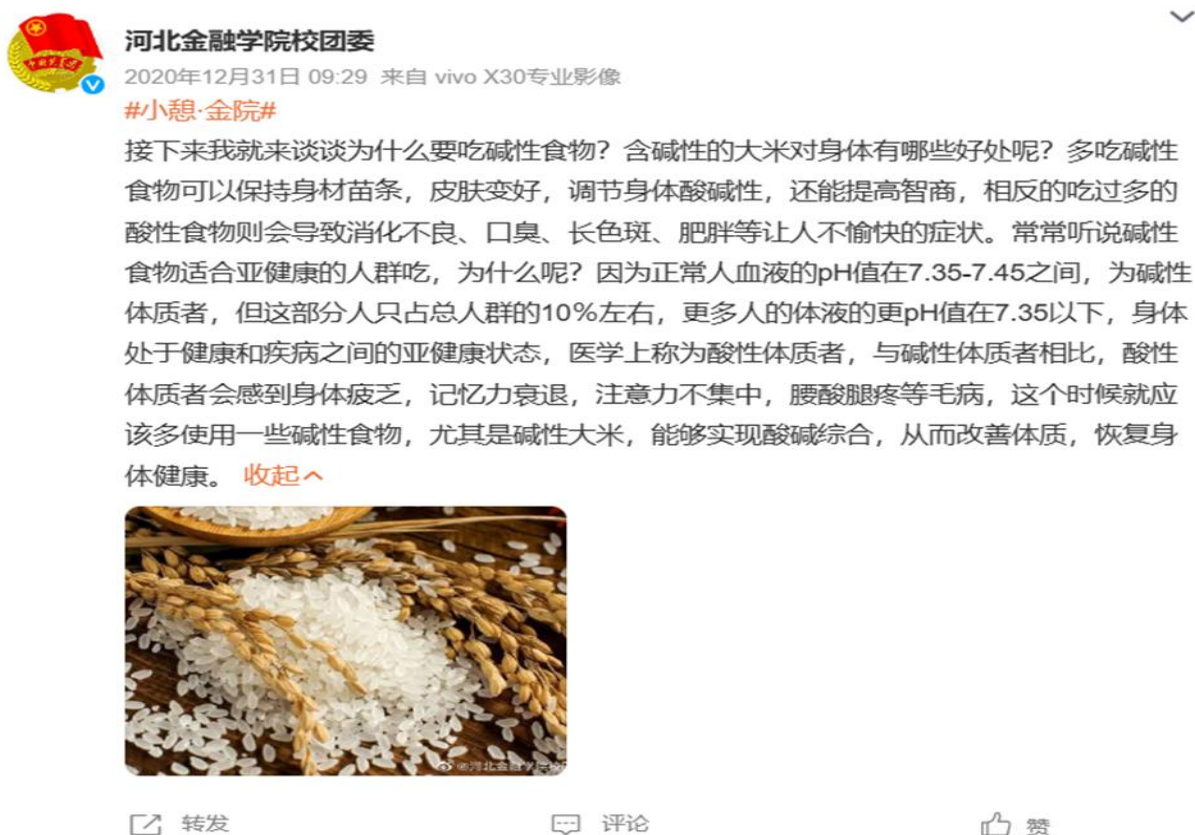 河北金融学院校团委
2020年12月31日 09:29 来自 vivo X30专业影像
#小憩·金院#
接下来我就来谈谈为什么要吃碱性食物？含碱性的大米对身体有哪些好处呢？多吃碱性
食物可以保持身材苗条，皮肤变好，调节身体酸碱性，还能提高智商，相反的吃过多的
酸性食物则会导致消化不良、口臭、长色斑、肥胖等让人不愉快的症状。常常听说碱性
食物适合亚健康的人群吃，为什么呢？因为正常人血液的pH值在7.35-7.45之间，为碱性
体质者，但这部分人只占总人群的10%左右，更多人的体液的更pH值在7.35以下，身体
处于健康和疾病之间的亚健康状态，医学上称为酸性体质者，与碱性体质者相比，酸性
体质者会感到身体疲乏，记忆力衰退，注意力不集中，腰酸腿疼等毛病，这个时候就应
该多使用一些碱性食物，尤其是碱性大米，能够实现酸碱综合，从而改善体质，恢复身
体健康。 收起
@河北金融学院校
转发 评论 赞